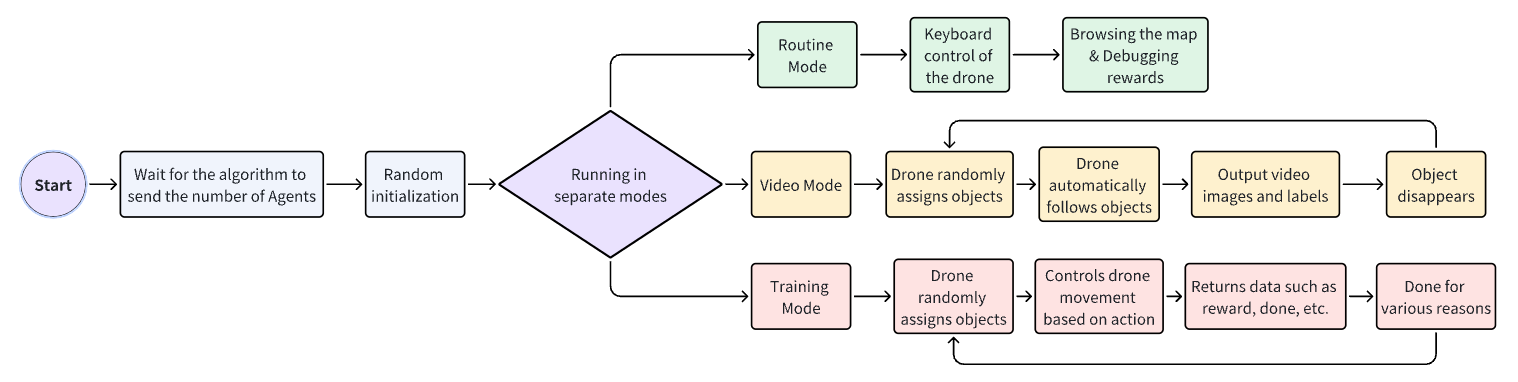 Start
Wait for the algorithm to
send the number of Agents
Random
initialization
Running in
separate modes
Routine
Mode
Keyboard
control of
the drone
Browsing the map
& Debugging
rewards
Video Mode
Drone randomly
assigns objects
Drone
automatically
follows objects
Output video
images and labels
Object
disappears
Training
Mode
Drone
randomly
assigns objects
Controls drone
movement
based on action
Returns data such as
reward, done, etc.
Done for
various reasons